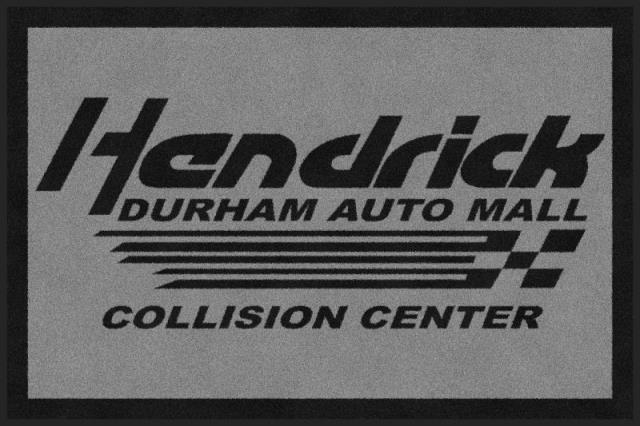 Hendrick
DURHAM AUTO MALL
COLLISION CENTER